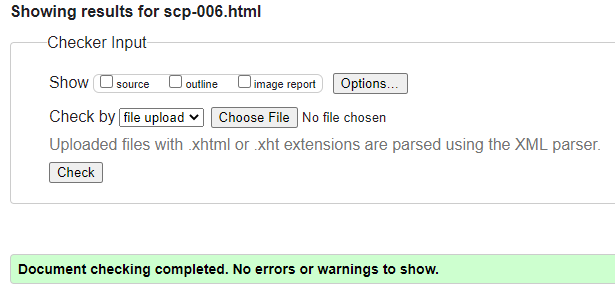 Showing results for scp-006.html
Checker Input
Show source outline image report Options...
Check by file upload Choose File No file chosen
Uploaded files with .xhtml or .xht extensions are parsed using the XML parser.
Check
Document checking completed. No errors or warnings to show.